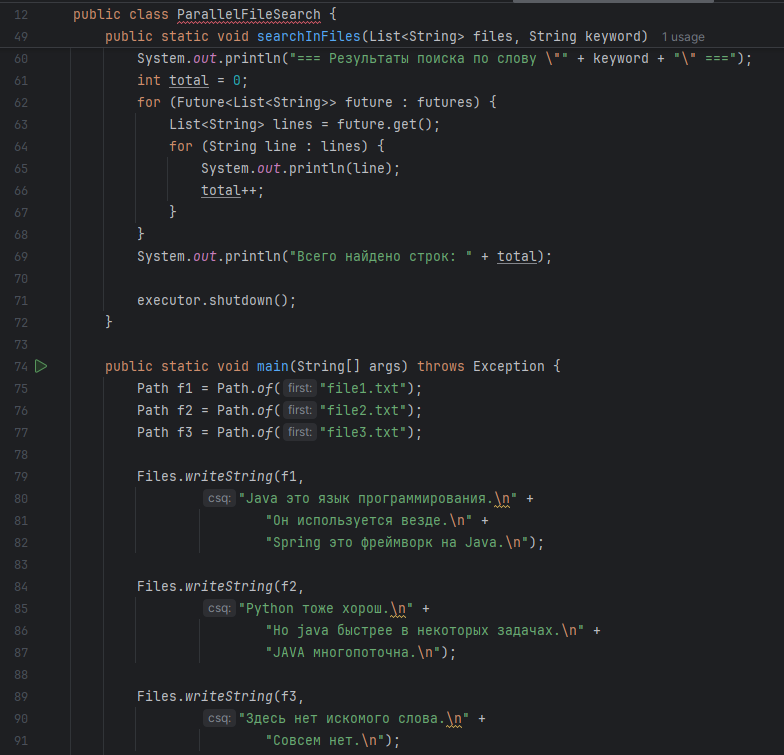 12 public class ParallelFileSearch {
49 public static void searchInFiles(List<String> files, String keyword) 1 usage
60 System.out.println("=== Результаты поиска по слову \"" + keyword + "\" ===");
61 int total = 0;
62 for (Future<List<String>> future : futures) {
63 List<String> lines = future.get();
64 for (String line : lines) {
65 System.out.println(line);
66 total++;
67 }
68 }
69 System.out.println("Всего найдено строк: " + total);
70
71 executor.shutdown();
72 }
73
74 public static void main(String[] args) throws Exception {
75 Path f1 = Path.of( first: "file1.txt");
76 Path f2 = Path.of( first: "file2.txt");
77 Path f3 = Path.of( first: "file3.txt");
78
79 Files.writeString(f1,
80 csq: "Java это язык программирования.\n" +
81 "Он используется везде.\n" +
82 "Spring это фреймворк на Java.\n");
83
84 Files.writeString(f2,
85 csq: "Python тоже хорош.\n" +
86 "Но java быстрее в некоторых задачах.\n" +
87 "JAVA многопоточна.\n");
88
89 Files.writeString(f3,
90 csq: "Здесь нет искомого слова.\n" +
91 "Совсем нет.\n");